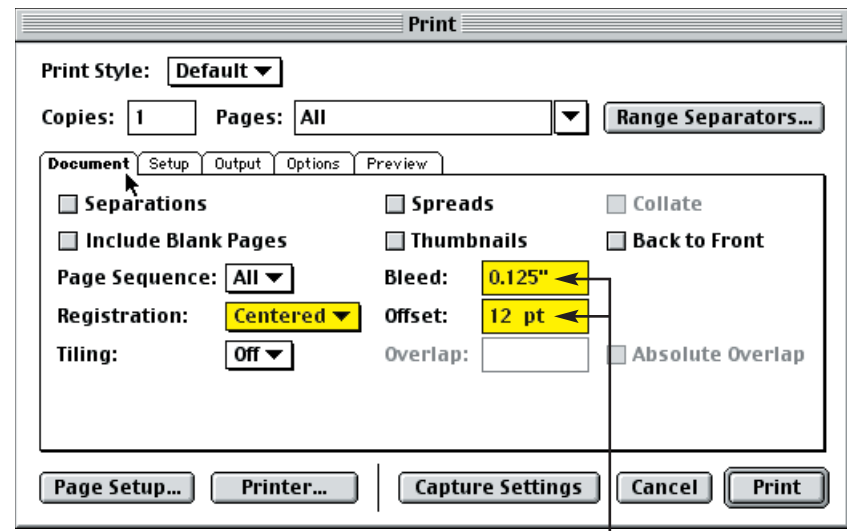 Print
Print Style: Default
Copies: 1 Pages: All Range Separators...
Document Setup Output Options Preview
Separations Spreads Collate
Include Blank Pages Thumbnails Back to Front
Page Sequence: All Bleed: 0.125"
Registration: Centered Offset: 12 pt
Tiling: Off Overlap: Absolute Overlap
Page Setup... Printer... Capture Settings Cancel Print